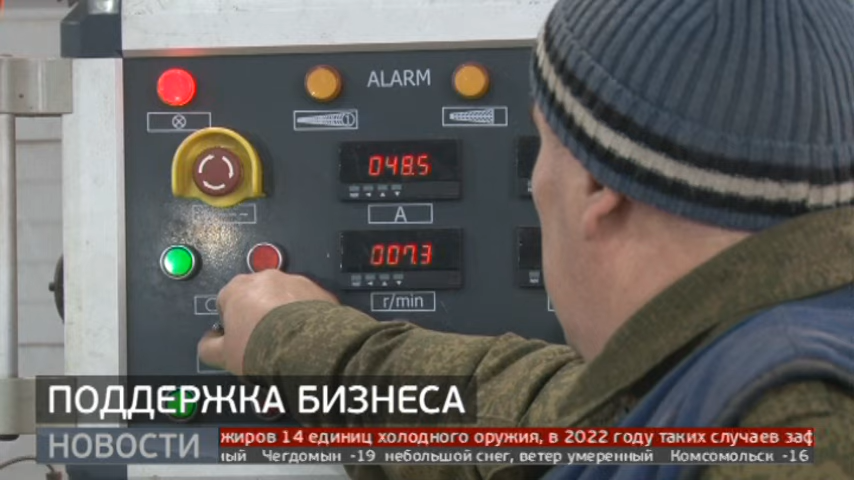 ALARM
048.5
A
007.3
r/min
ПОДДЕРЖКА БИЗНЕСА
НОВОСТИ
жиров 14 единиц холодного оружия, в 2022 году таких случаев заф
ный Чегдомын -19 небольшой снег, ветер умеренный Комсомольск -16